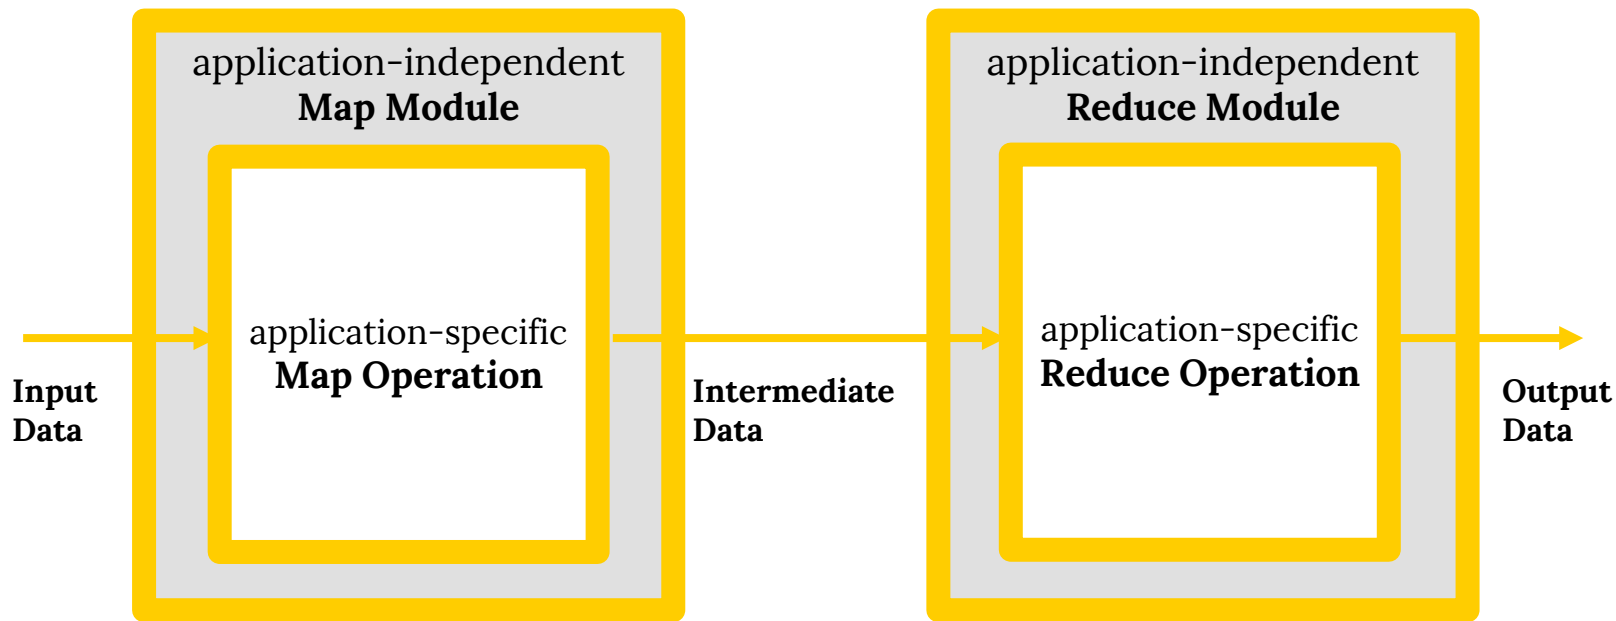 application-independent
Map Module
application-specific
Map Operation
application-independent
Reduce Module
application-specific
Reduce Operation
Input
Data
Intermediate
Data
Output
Data